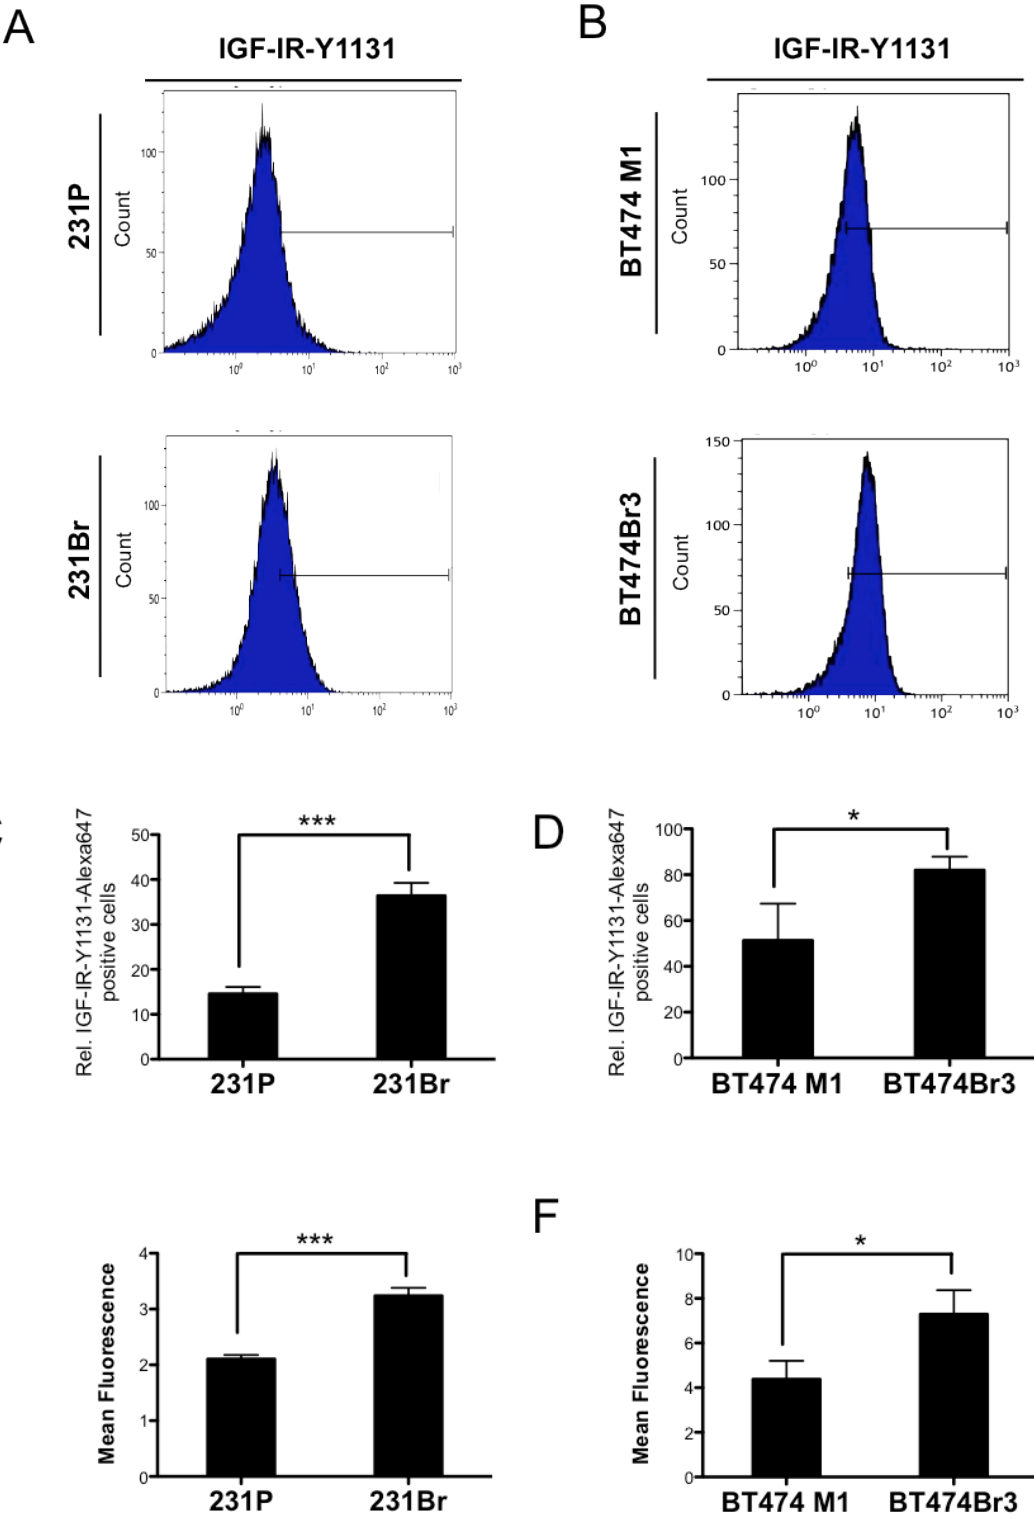 A
B
IGF-IR-Y1131
IGF-IR-Y1131
231P
Count
100
50
0
10⁰ 10¹ 10² 10³
BT474 M1
Count
100
50
0
10⁰ 10¹ 10² 10³
231Br
Count
100
50
0
10⁰ 10¹ 10² 10³
BT474Br3
Count
150
100
50
0
10⁰ 10¹ 10² 10³
Rel. IGF-IR-Y1131-Alexa647
positive cells
50
40
30
20
10
0
***
231P 231Br
D
Rel. IGF-IR-Y1131-Alexa647
positive cells
100
80
60
40
20
0
*
BT474 M1 BT474Br3
Mean Fluorescence
4
3
2
1
0
***
231P 231Br
F
Mean Fluorescence
10
8
6
4
2
0
*
BT474 M1 BT474Br3